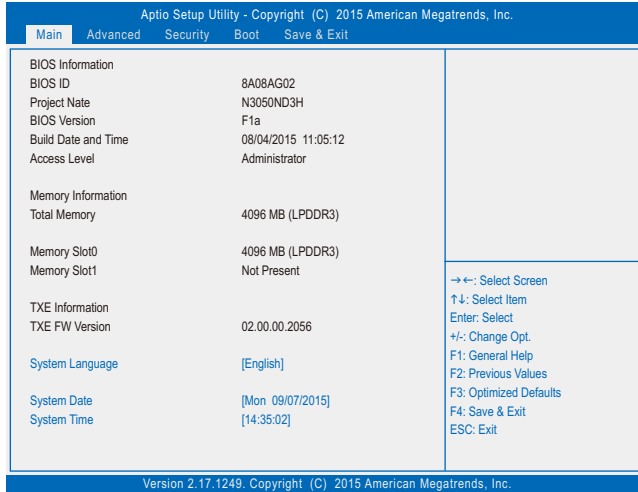 Aptio Setup Utility - Copyright (C) 2015 American Megatrends, Inc.
Main Advanced Security Boot Save & Exit
BIOS Information
BIOS ID 8A08AG02
Project Nate N3050ND3H
BIOS Version F1a
Build Date and Time 08/04/2015 11:05:12
Access Level Administrator
Memory Information
Total Memory 4096 MB (LPDDR3)
Memory Slot0 4096 MB (LPDDR3)
Memory Slot1 Not Present
TXE Information
TXE FW Version 02.00.00.2056
System Language [English]
System Date [Mon 09/07/2015]
System Time [14:35:02]
→←: Select Screen
↑↓: Select Item
Enter: Select
+/-: Change Opt.
F1: General Help
F2: Previous Values
F3: Optimized Defaults
F4: Save & Exit
ESC: Exit
Version 2.17.1249. Copyright (C) 2015 American Megatrends, Inc.